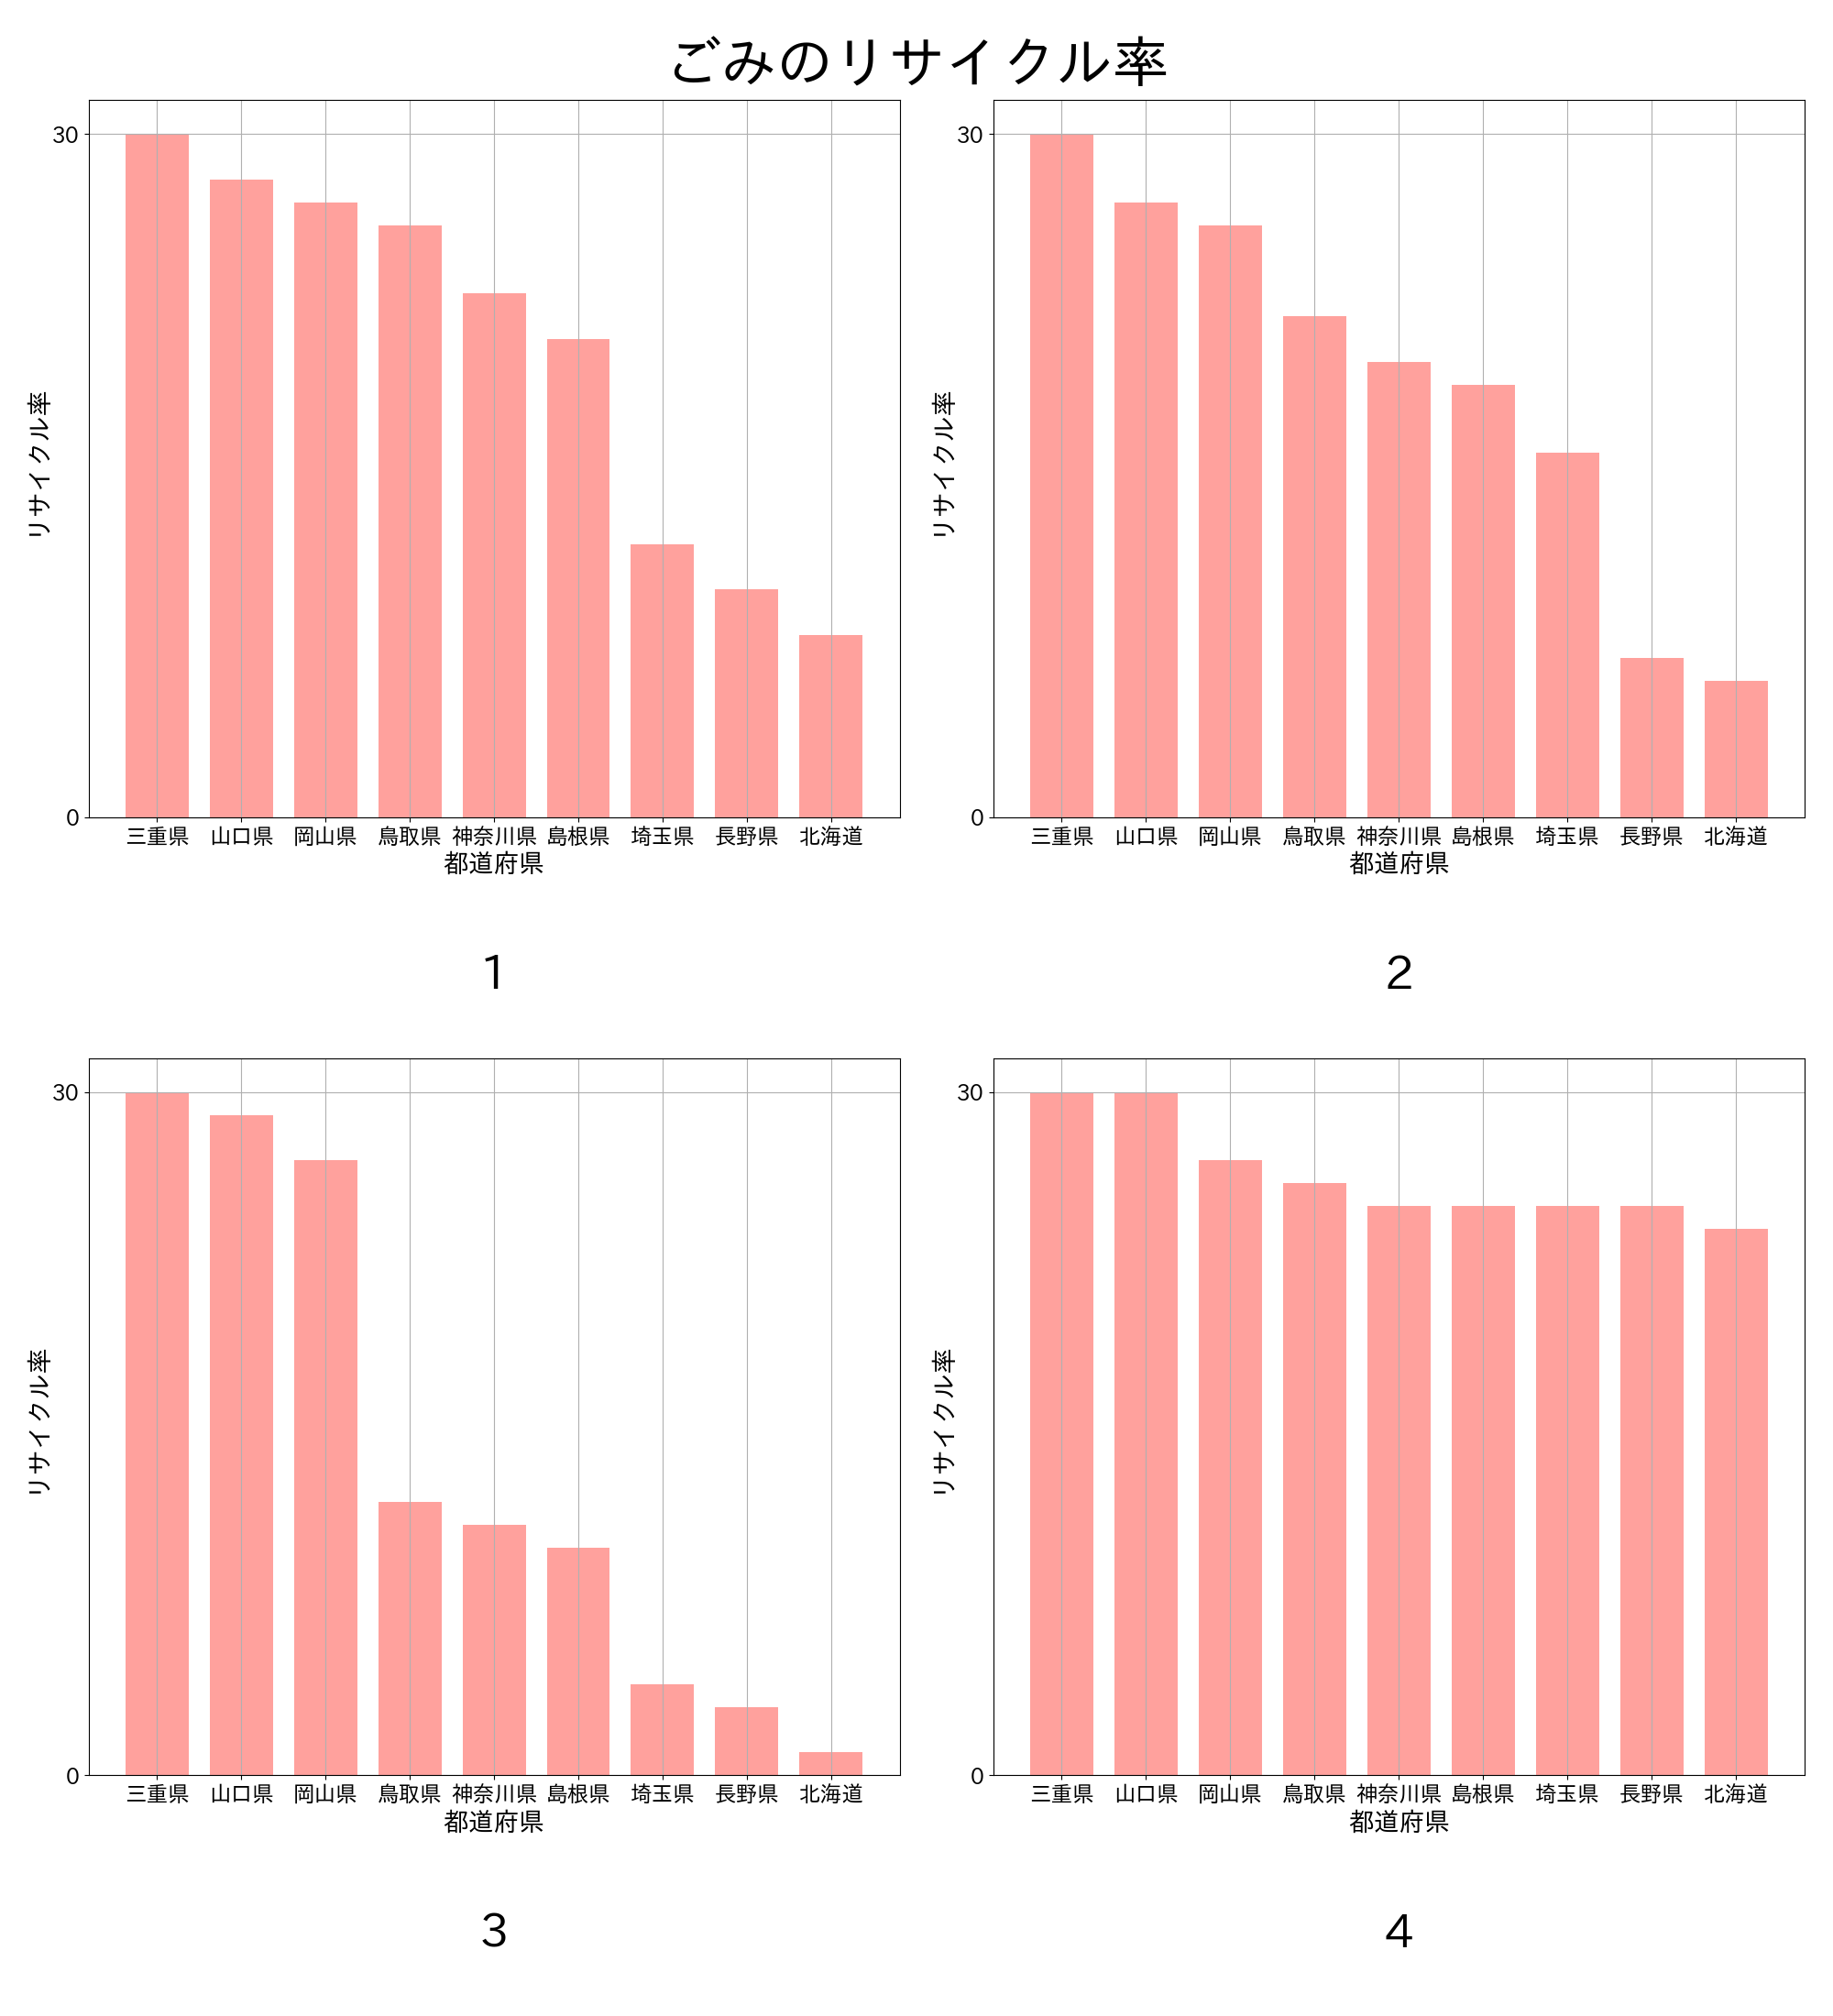 ごみのリサイクル率
30
0
リサイクル率
三重県 山口県 岡山県 鳥取県 神奈川県 島根県 埼玉県 長野県 北海道
都道府県
1
30
0
リサイクル率
三重県 山口県 岡山県 鳥取県 神奈川県 島根県 埼玉県 長野県 北海道
都道府県
2
30
0
リサイクル率
三重県 山口県 岡山県 鳥取県 神奈川県 島根県 埼玉県 長野県 北海道
都道府県
3
30
0
リサイクル率
三重県 山口県 岡山県 鳥取県 神奈川県 島根県 埼玉県 長野県 北海道
都道府県
4